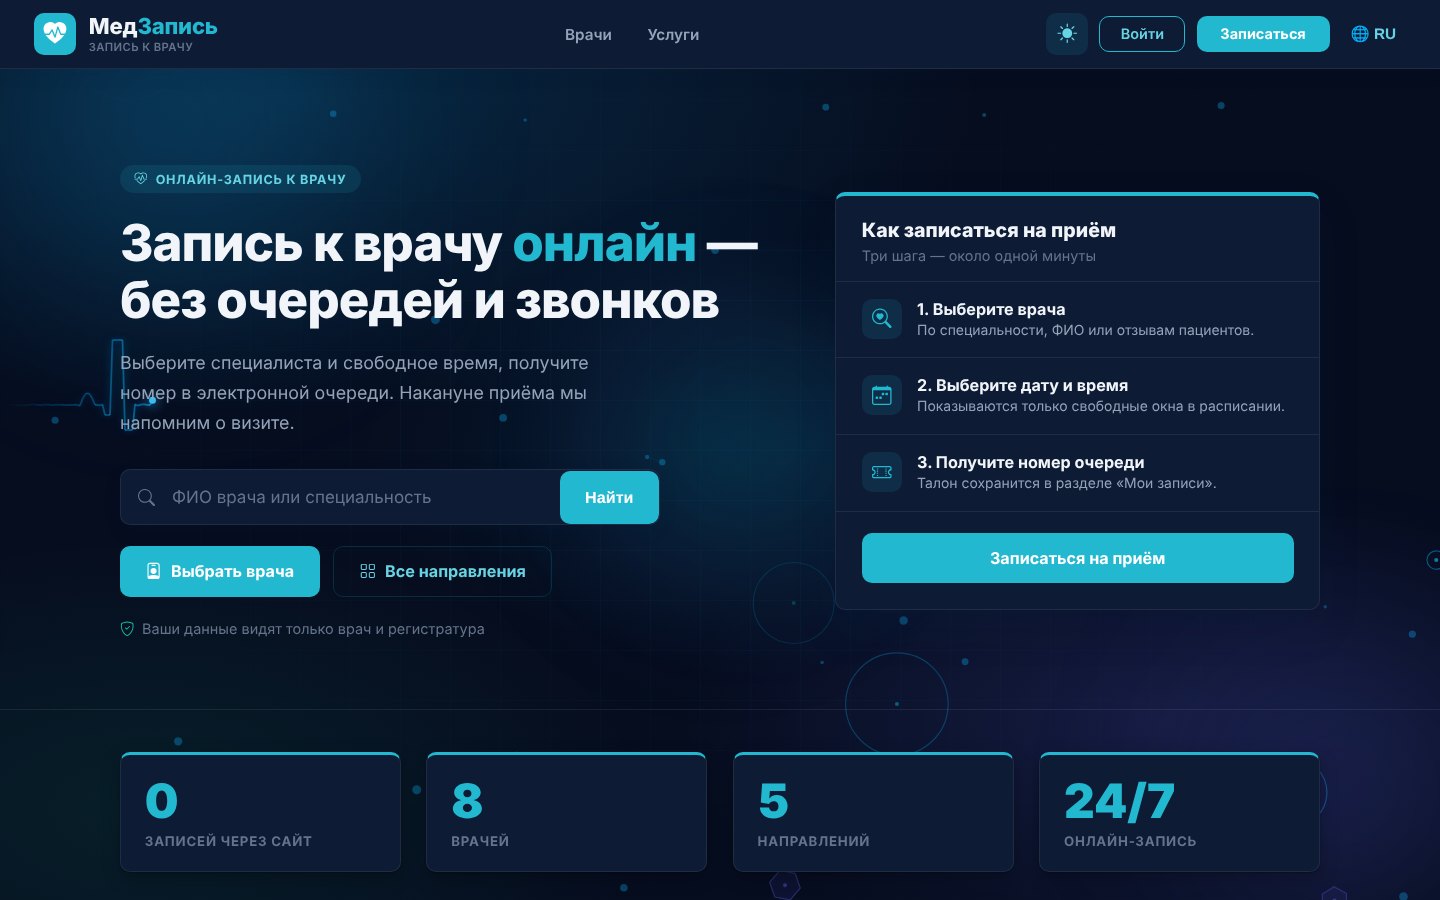 МедЗапись
ЗАПИСЬ К ВРАЧУ
Врачи
Услуги
Войти
Записаться
RU
ОНЛАЙН-ЗАПИСЬ К ВРАЧУ
Запись к врачу онлайн —
без очередей и звонков
Выберите специалиста и свободное время, получите
номер в электронной очереди. Накануне приёма мы
напомним о визите.
ФИО врача или специальность
Найти
Выбрать врача
Все направления
Ваши данные видят только врач и регистратура
Как записаться на приём
Три шага — около одной минуты
1. Выберите врача
По специальности, ФИО или отзывам пациентов.
2. Выберите дату и время
Показываются только свободные окна в расписании.
3. Получите номер очереди
Талон сохранится в разделе «Мои записи».
Записаться на приём
0
ЗАПИСЕЙ ЧЕРЕЗ САЙТ
8
ВРАЧЕЙ
5
НАПРАВЛЕНИЙ
24/7
ОНЛАЙН-ЗАПИСЬ